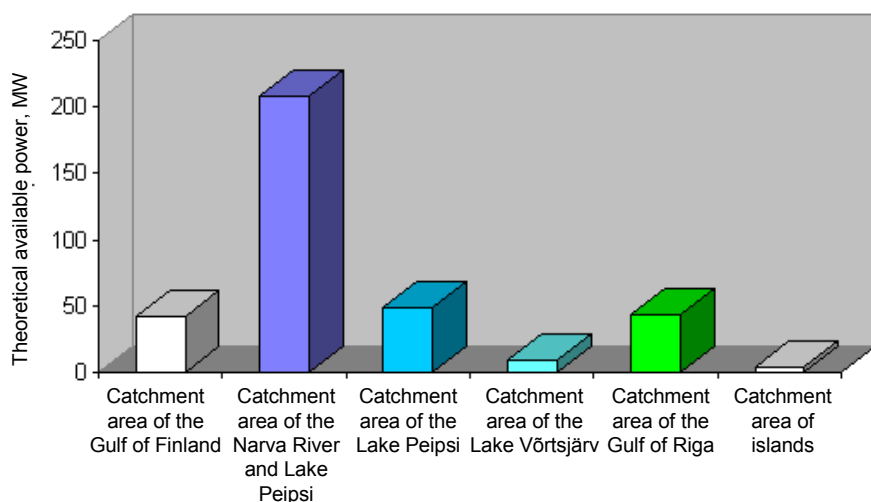 Theoretical available power, MW
250
200
150
100
50
0
Catchment
area of the
Gulf of Finland
Catchment
area of the
Narva River
and Lake
Peipsi
Catchment
area of the
Lake Peipsi
Catchment
area of the
Lake Võrtsjärv
Catchment
area of the
Gulf of Riga
Catchment
area of
islands